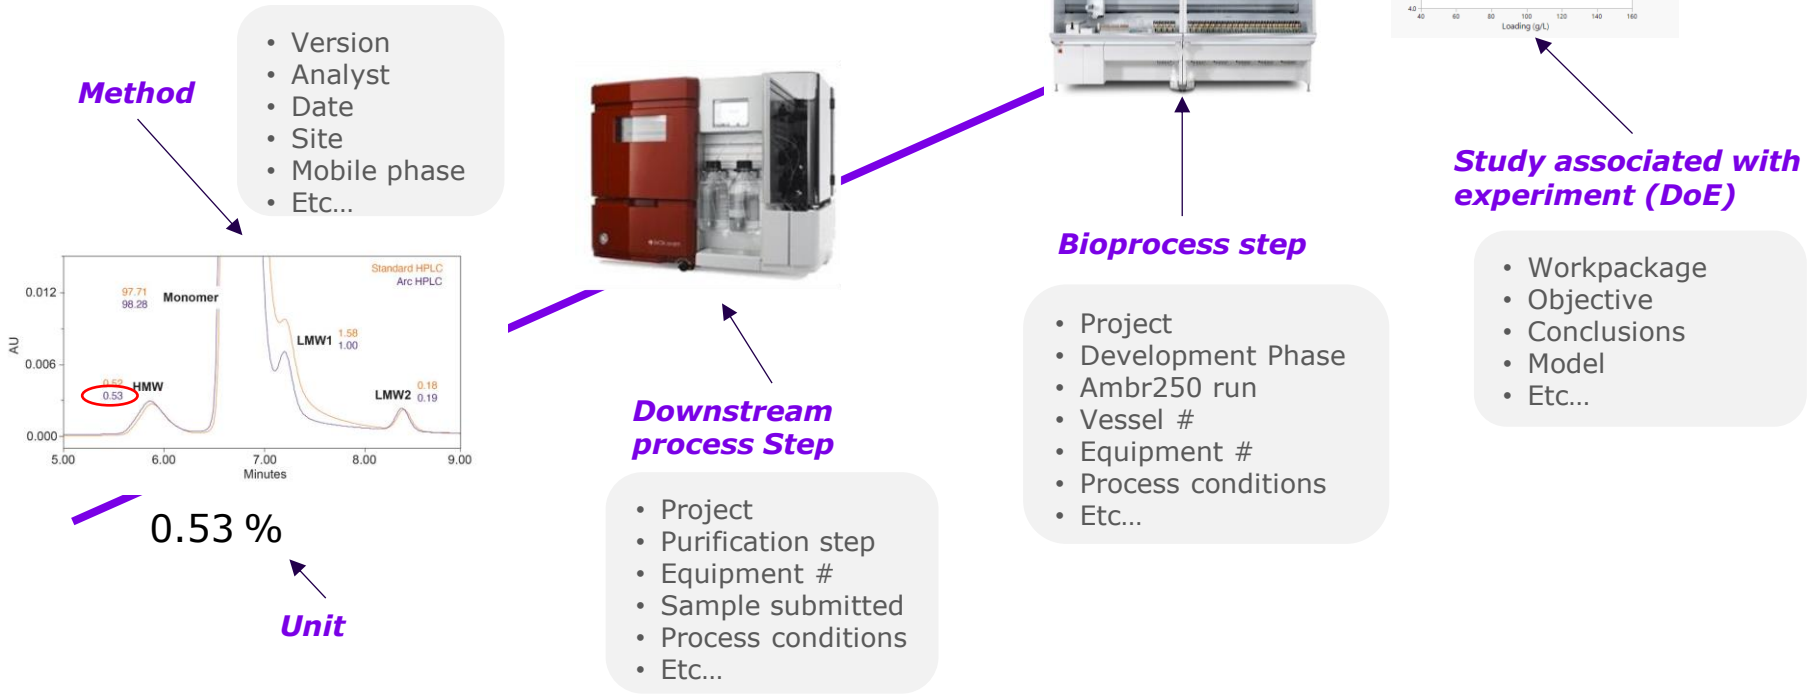 Method
• Version
• Analyst
• Date
• Site
• Mobile phase
• Etc...
Standard HPLC
Arc HPLC
97.71
98.28
Monomer
LMW1
1.58
1.00
0.52
0.53
HMW
LMW2
0.18
0.19
AU
0.012
0.006
0.000
5.00 6.00 7.00 8.00 9.00
Minutes
0.53 %
Unit
Downstream
process Step
• Project
• Purification step
• Equipment #
• Sample submitted
• Process conditions
• Etc...
Bioprocess step
• Project
• Development Phase
• Ambr250 run
• Vessel #
• Equipment #
• Process conditions
• Etc...
4.0
40 60 80 100 120 140 160
Loading (g/L)
Study associated with
experiment (DoE)
• Workpackage
• Objective
• Conclusions
• Model
• Etc...